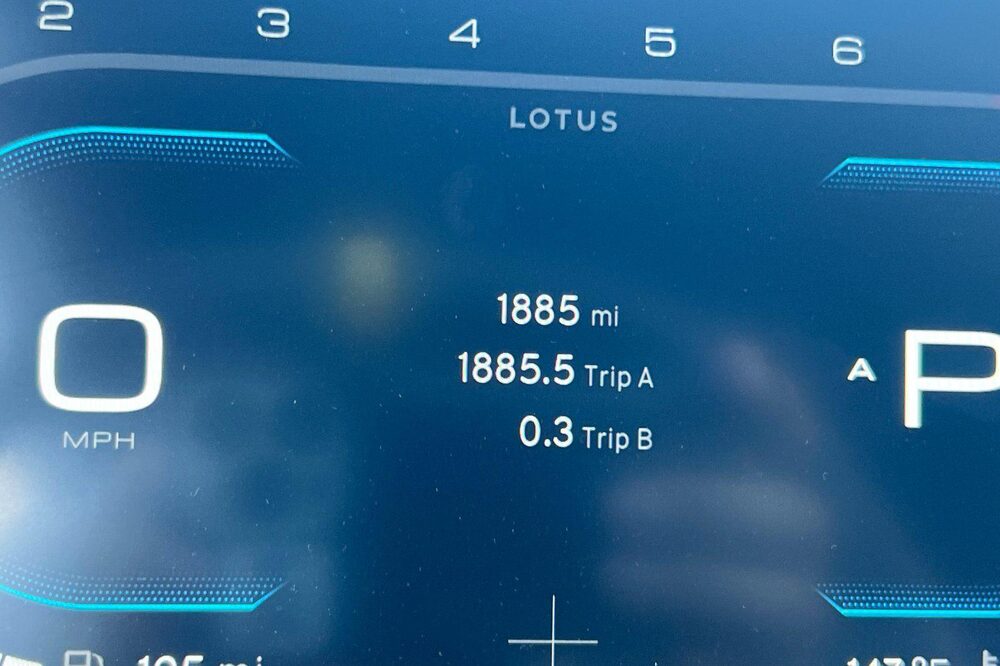 2 3 4 5 6
LOTUS
1885 mi
1885.5 Trip A
0.3 Trip B
0
MPH
A P